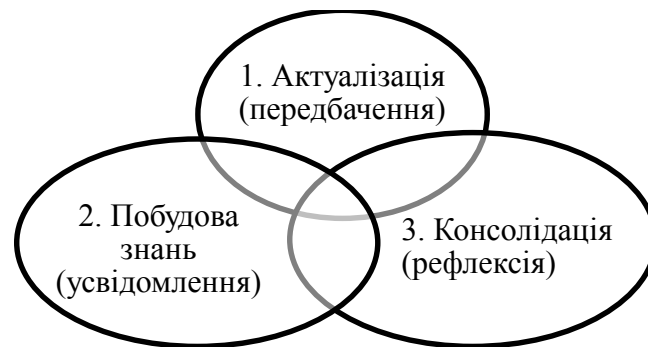 1. Актуалізація
(передбачення)
2. Побудова
знань
(усвідомлення)
3. Консолідація
(рефлексія)